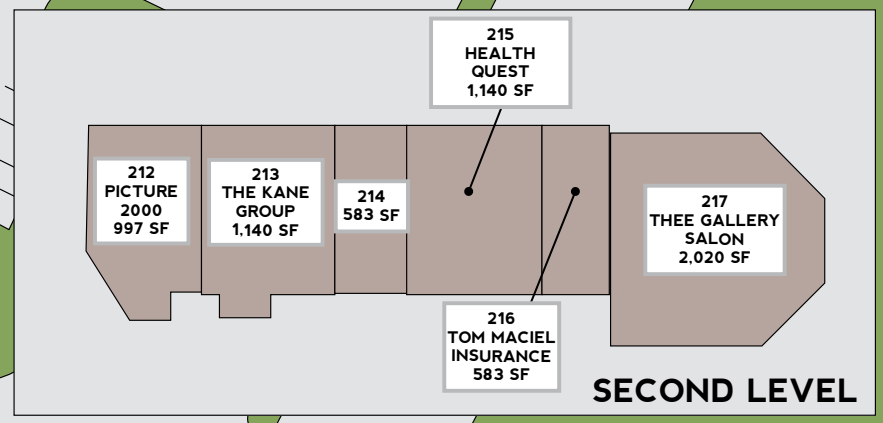 215
HEALTH
QUEST
1,140 SF
212
PICTURE
2000
997 SF
213
THE KANE
GROUP
1,140 SF
214
583 SF
217
THEE GALLERY
SALON
2,020 SF
216
TOM MACIEL
INSURANCE
583 SF
SECOND LEVEL